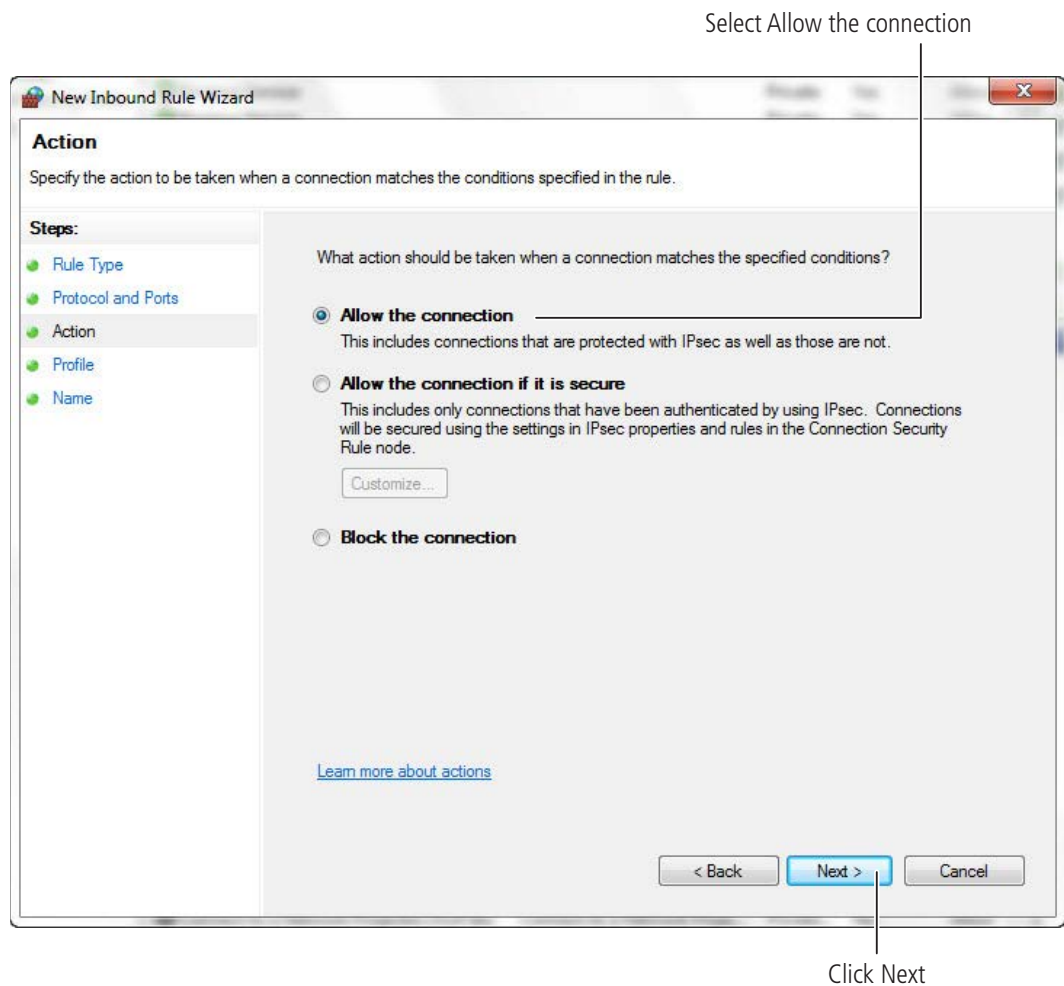 Select Allow the connection
New Inbound Rule Wizard
Action
Specify the action to be taken when a connection matches the conditions specified in the rule.
Steps:
Rule Type
Protocol and Ports
Action
Profile
Name
What action should be taken when a connection matches the specified conditions?
Allow the connection
This includes connections that are protected with IPsec as well as those are not.
Allow the connection if it is secure
This includes only connections that have been authenticated by using IPsec. Connections
will be secured using the settings in IPsec properties and rules in the Connection Security
Rule node.
Customize...
Block the connection
Learn more about actions
< Back
Next >
Cancel
Click Next